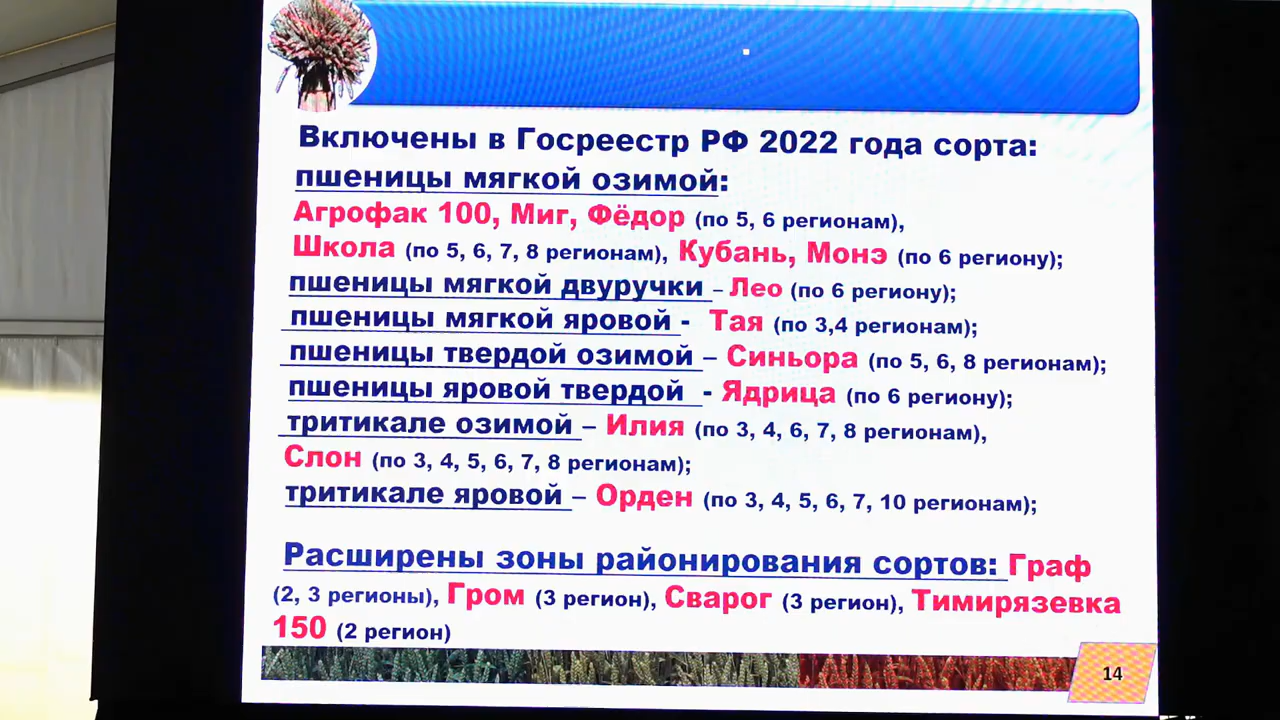 Включены в Госреестр РФ 2022 года сорта:
пшеницы мягкой озимой:
Агрофак 100, Миг, Фёдор (по 5, 6 регионам),
Школа (по 5, 6, 7, 8 регионам), Кубань, Монэ (по 6 региону);
пшеницы мягкой двуручки – Лео (по 6 региону);
пшеницы мягкой яровой - Тая (по 3,4 регионам);
пшеницы твердой озимой – Синьора (по 5, 6, 8 регионам);
пшеницы яровой твердой - Ядрица (по 6 региону);
тритикале озимой – Илия (по 3, 4, 6, 7, 8 регионам),
Слон (по 3, 4, 5, 6, 7, 8 регионам);
тритикале яровой – Орден (по 3, 4, 5, 6, 7, 10 регионам);
Расширены зоны районирования сортов: Граф
(2, 3 регионы), Гром (3 регион), Сварог (3 регион), Тимирязевка
150 (2 регион)
14